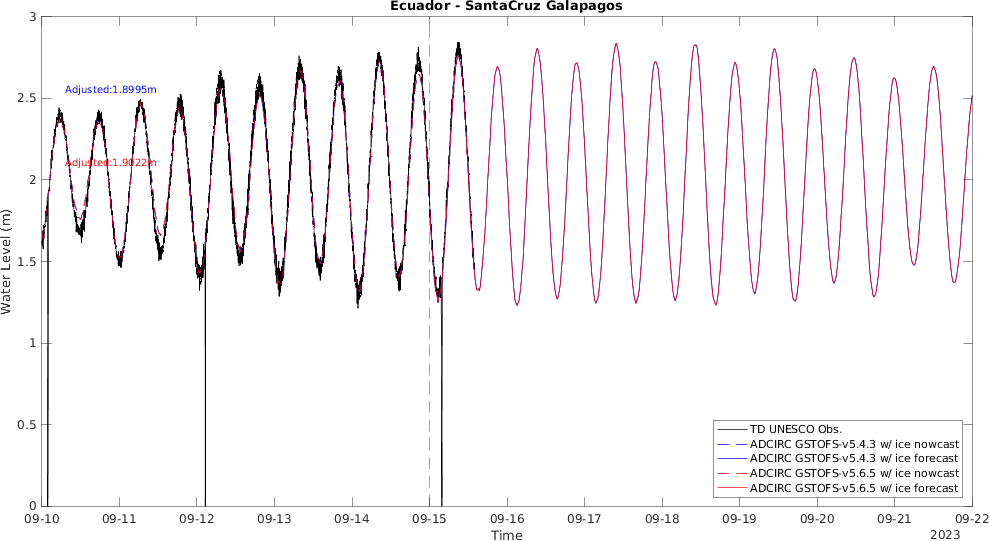 Ecuador - SantaCruz Galapagos
Water Level (m)
3
2.5
2
1.5
1
0.5
0
Adjusted:1.8995m
Adjusted:1.9022m
TD UNESCO Obs.
ADCIRC GSTOFS-v5.4.3 w/ ice nowcast
ADCIRC GSTOFS-v5.4.3 w/ ice forecast
ADCIRC GSTOFS-v5.6.5 w/ ice nowcast
ADCIRC GSTOFS-v5.6.5 w/ ice forecast
09-10 09-11 09-12 09-13 09-14 09-15 09-16 09-17 09-18 09-19 09-20 09-21 09-22
Time
2023